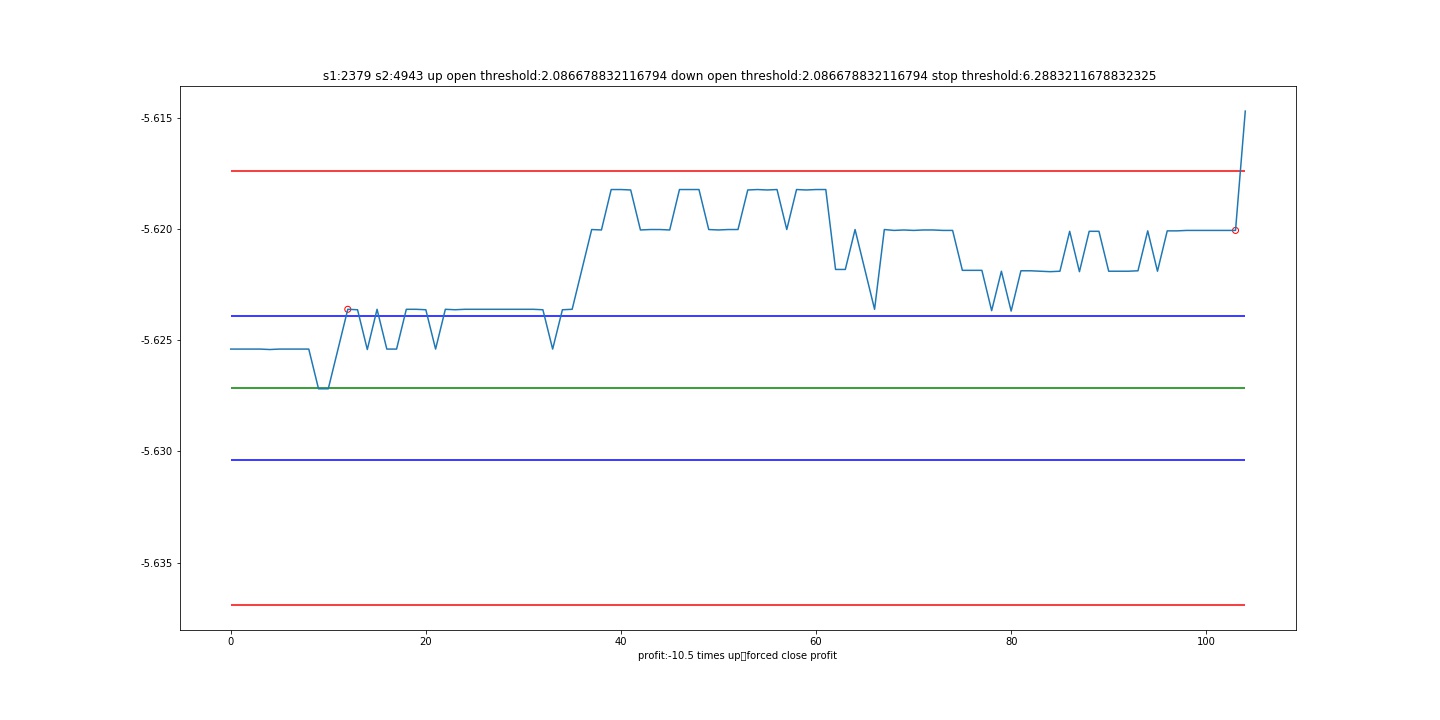 s1:2379 s2:4943 up open threshold:2.086678832116794 down open threshold:2.086678832116794 stop threshold:6.2883211678832325
-5.615
-5.620
-5.625
-5.630
-5.635
0 20 40 60 80 100
profit:-10.5 times up▯forced close profit